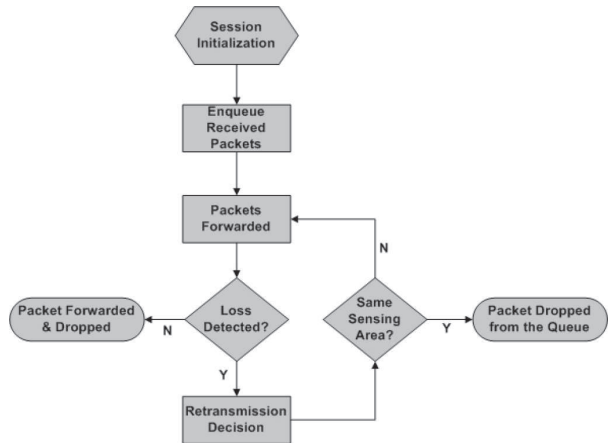 Session
Initialization
Enqueue
Received
Packets
Packets
Forwarded
N
Packet Forwarded
& Dropped
N
Loss
Detected?
Same
Sensing
Area?
Y
Packet Dropped
from the Queue
Y
Retransmission
Decision